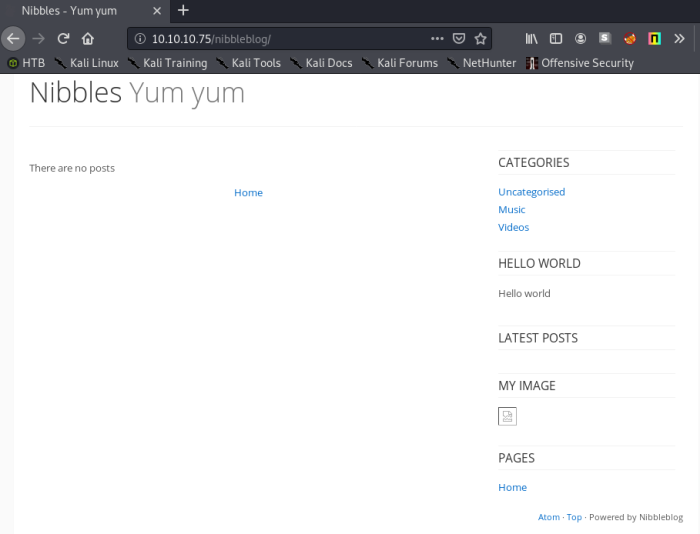 Nibbles - Yum yum
10.10.10.75/nibbleblog/
HTB Kali Linux Kali Training Kali Tools Kali Docs Kali Forums NetHunter Offensive Security
Nibbles Yum yum
There are no posts
Home
CATEGORIES
Uncategorised
Music
Videos
HELLO WORLD
Hello world
LATEST POSTS
MY IMAGE
PAGES
Home
Atom · Top · Powered by Nibbleblog